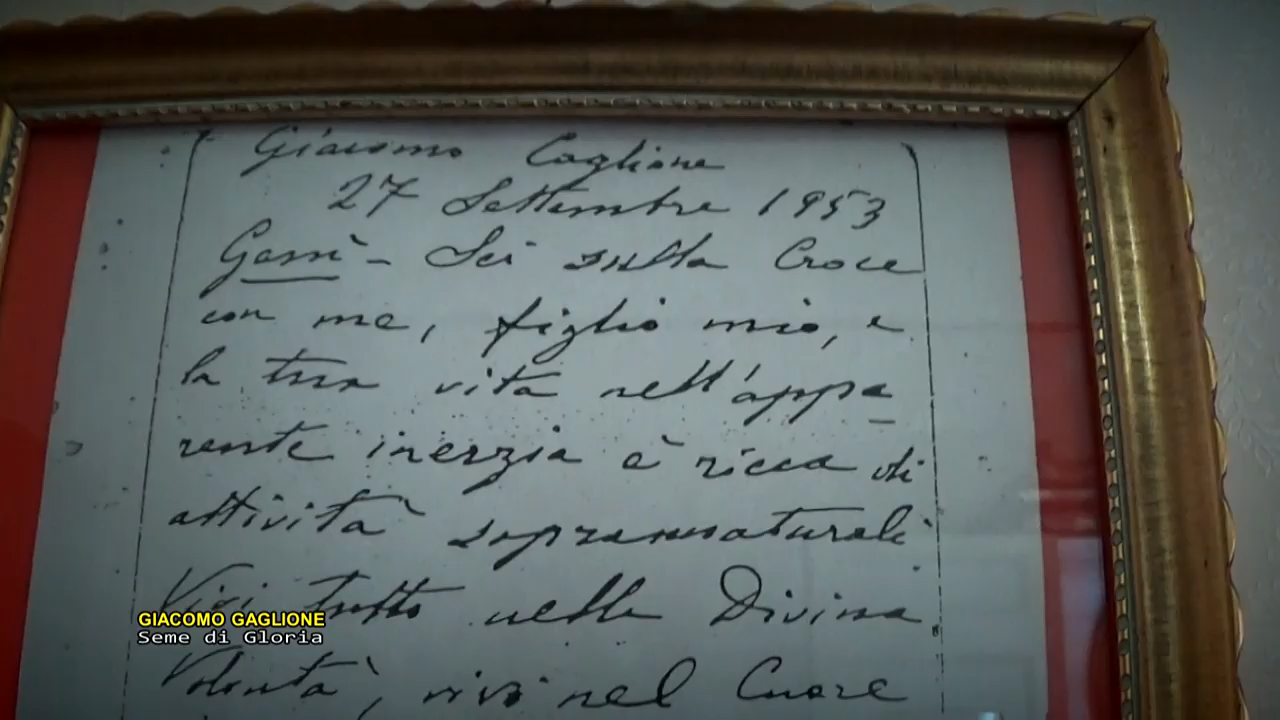 Giacomo Gaglione
27 Settembre 1953
Gesù - Sei sulla Croce
con me, figlio mio, e
la tua vita nell'appa
rente inerzia è ricca di
attività soprannaturali
Vivi tutto nella Divina
Volontà, vivi nel Cuore
GIACOMO GAGLIONE
Seme di Gloria